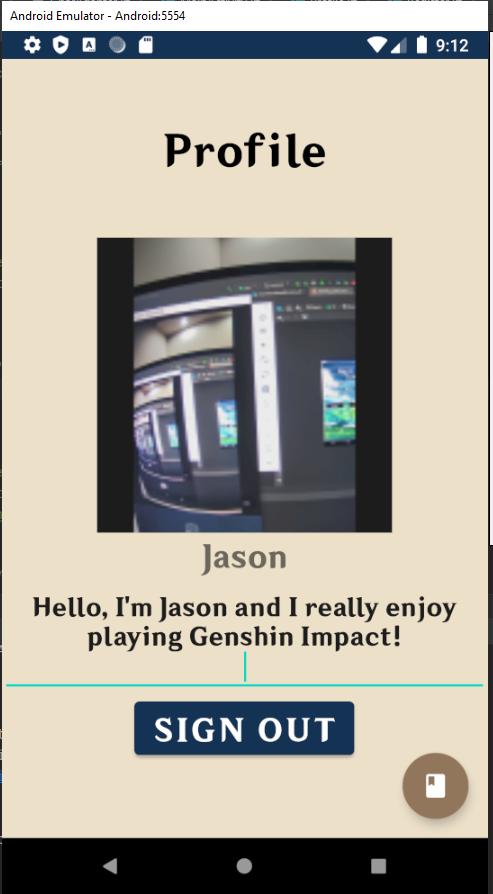 Android Emulator - Android:5554
9:12
Profile
Jason
Hello, I'm Jason and I really enjoy
playing Genshin Impact!
SIGN OUT